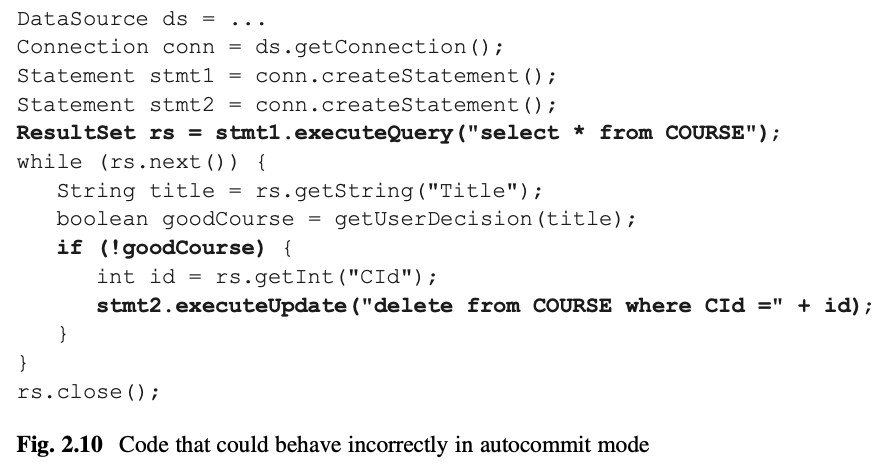 DataSource ds = ...
Connection conn = ds.getConnection();
Statement stmt1 = conn.createStatement();
Statement stmt2 = conn.createStatement();
ResultSet rs = stmt1.executeQuery("select * from COURSE");
while (rs.next()) {
   String title = rs.getString("Title");
   boolean goodCourse = getUserDecision(title);
   if (!goodCourse) {
      int id = rs.getInt("CId");
      stmt2.executeUpdate("delete from COURSE where CId =" + id);
   }
}
rs.close();
Fig. 2.10 Code that could behave incorrectly in autocommit mode